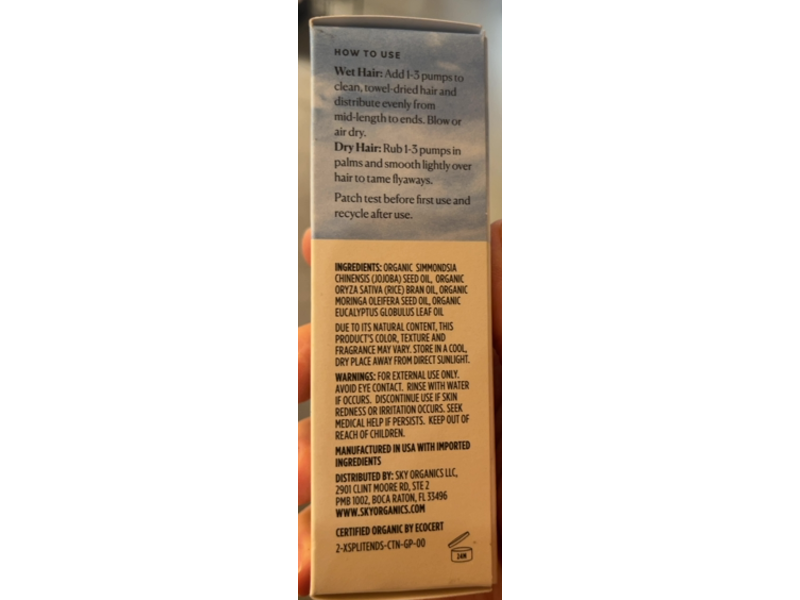 HOW TO USE
Wet Hair: Add 1-3 pumps to
clean, towel-dried hair and
distribute evenly from
mid-length to ends. Blow or
air dry.
Dry Hair: Rub 1-3 pumps in
palms and smooth lightly over
hair to tame flyaways.
Patch test before first use and
recycle after use.
INGREDIENTS: ORGANIC SIMMONDSIA
CHINENSIS (JOJOBA) SEED OIL, ORGANIC
ORYZA SATIVA (RICE) BRAN OIL, ORGANIC
MORINGA OLEIFERA SEED OIL, ORGANIC
EUCALYPTUS GLOBULUS LEAF OIL
DUE TO ITS NATURAL CONTENT, THIS
PRODUCT'S COLOR, TEXTURE AND
FRAGRANCE MAY VARY. STORE IN A COOL,
DRY PLACE AWAY FROM DIRECT SUNLIGHT.
WARNINGS: FOR EXTERNAL USE ONLY.
AVOID EYE CONTACT. RINSE WITH WATER
IF OCCURS. DISCONTINUE USE IF SKIN
REDNESS OR IRRITATION OCCURS. SEEK
MEDICAL HELP IF PERSISTS. KEEP OUT OF
REACH OF CHILDREN.
MANUFACTURED IN USA WITH IMPORTED
INGREDIENTS
DISTRIBUTED BY: SKY ORGANICS LLC,
2901 CLINT MOORE RD, STE 2
PMB 1002, BOCA RATON, FL 33496
WWW.SKYORGANICS.COM
CERTIFIED ORGANIC BY ECOCERT
2-XSPLITENDS-CTN-GP-00
24M